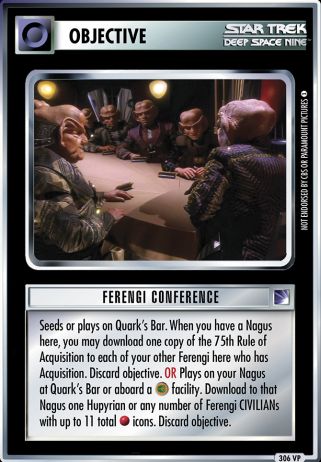 OBJECTIVE
STAR TREK
DEEP SPACE NINE™
NOT ENDORSED BY CBS OR PARAMOUNT PICTURES
FERENGI CONFERENCE
Seeds or plays on Quark's Bar. When you have a Nagus
here, you may download one copy of the 75th Rule of
Acquisition to each of your other Ferengi here who has
Acquisition. Discard objective. OR Plays on your Nagus
at Quark's Bar or aboard a facility. Download to that
Nagus one Hupyrian or any number of Ferengi CIVILIANS
with up to 11 total icons. Discard objective.
306 VP